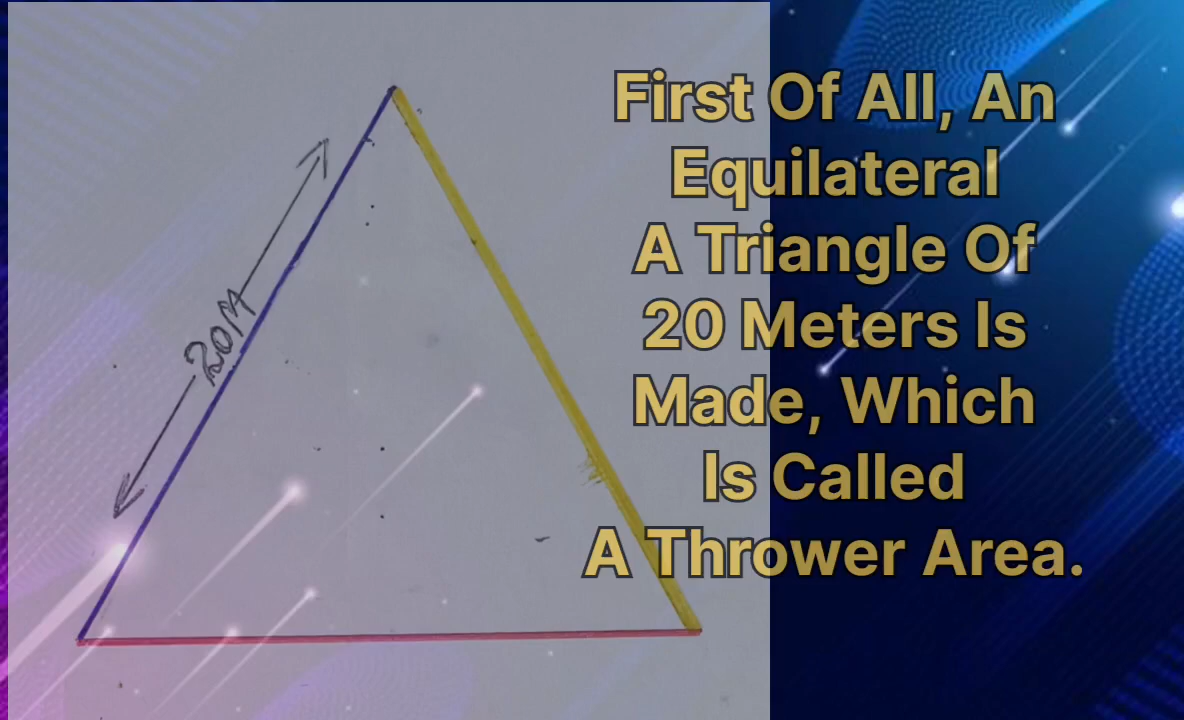 20M
First Of All, An
Equilateral
A Triangle Of
20 Meters Is
Made, Which
Is Called
A Thrower Area.